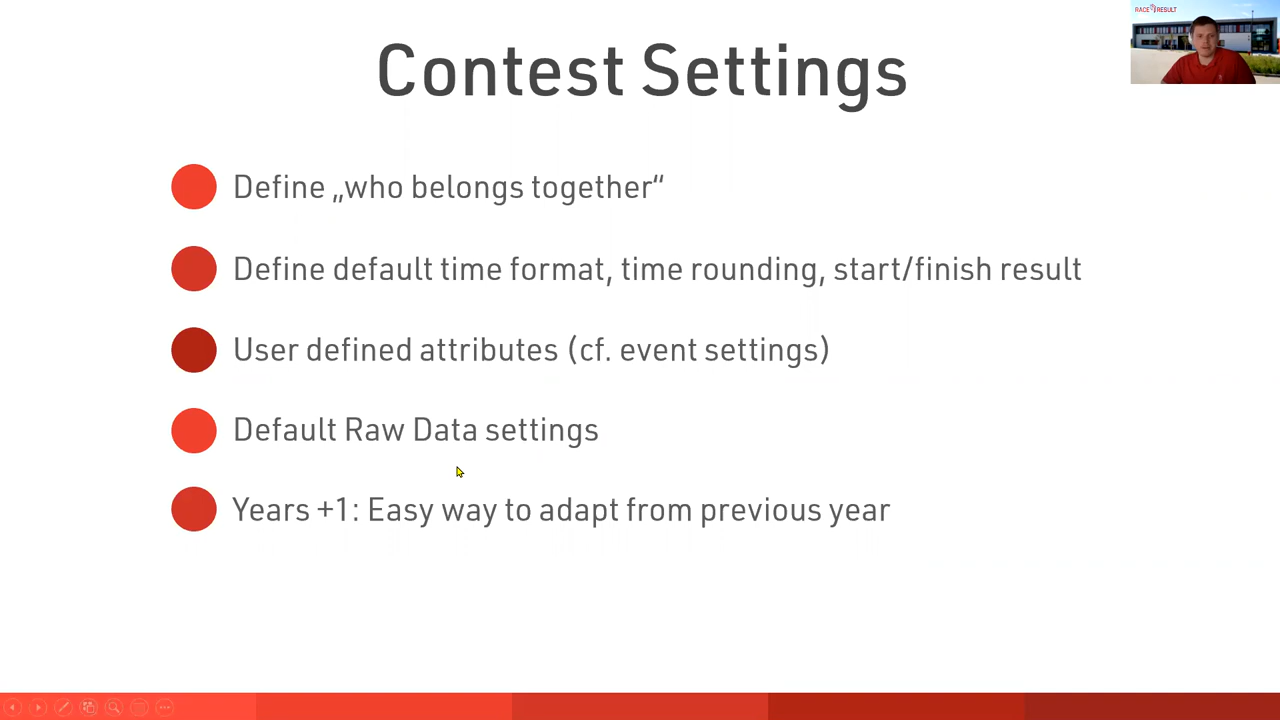 RACE RESULT
Contest Settings
Define „who belongs together“
Define default time format, time rounding, start/finish result
User defined attributes (cf. event settings)
Default Raw Data settings
Years +1: Easy way to adapt from previous year